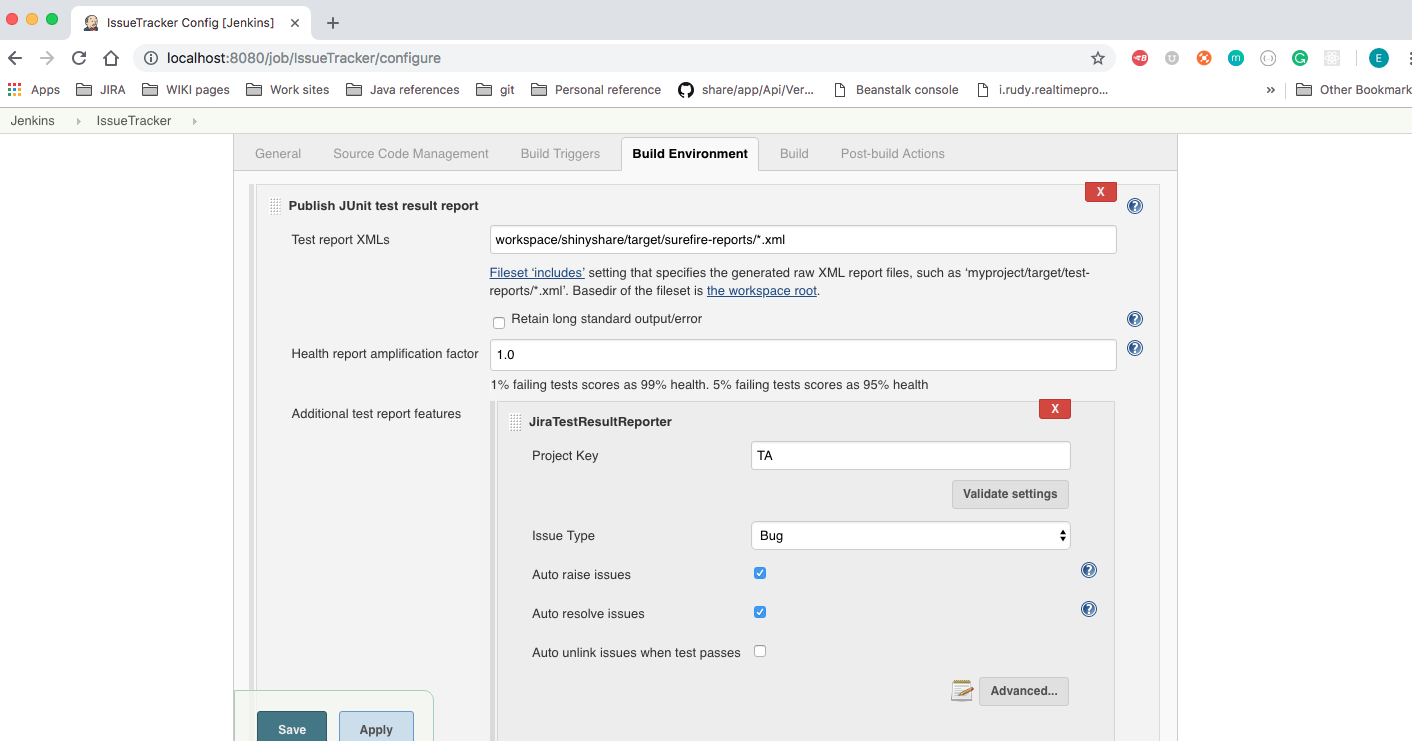 IssueTracker Config [Jenkins]
localhost:8080/job/IssueTracker/configure
E
Apps JIRA WIKI pages Work sites Java references git Personal reference share/app/Api/Ver... Beanstalk console i.rudy.realtimepro... » Other Bookmark
Jenkins IssueTracker
General Source Code Management Build Triggers Build Environment Build Post-build Actions
X
Publish JUnit test result report
Test report XMLs workspace/shinyshare/target/surefire-reports/*.xml
Fileset ‘includes’ setting that specifies the generated raw XML report files, such as ‘myproject/target/test-
reports/*.xml’. Basedir of the fileset is the workspace root.
Retain long standard output/error
Health report amplification factor 1.0
1% failing tests scores as 99% health. 5% failing tests scores as 95% health
Additional test report features
X
JiraTestResultReporter
Project Key TA
Validate settings
Issue Type Bug
Auto raise issues
Auto resolve issues
Auto unlink issues when test passes
Advanced...
Save Apply